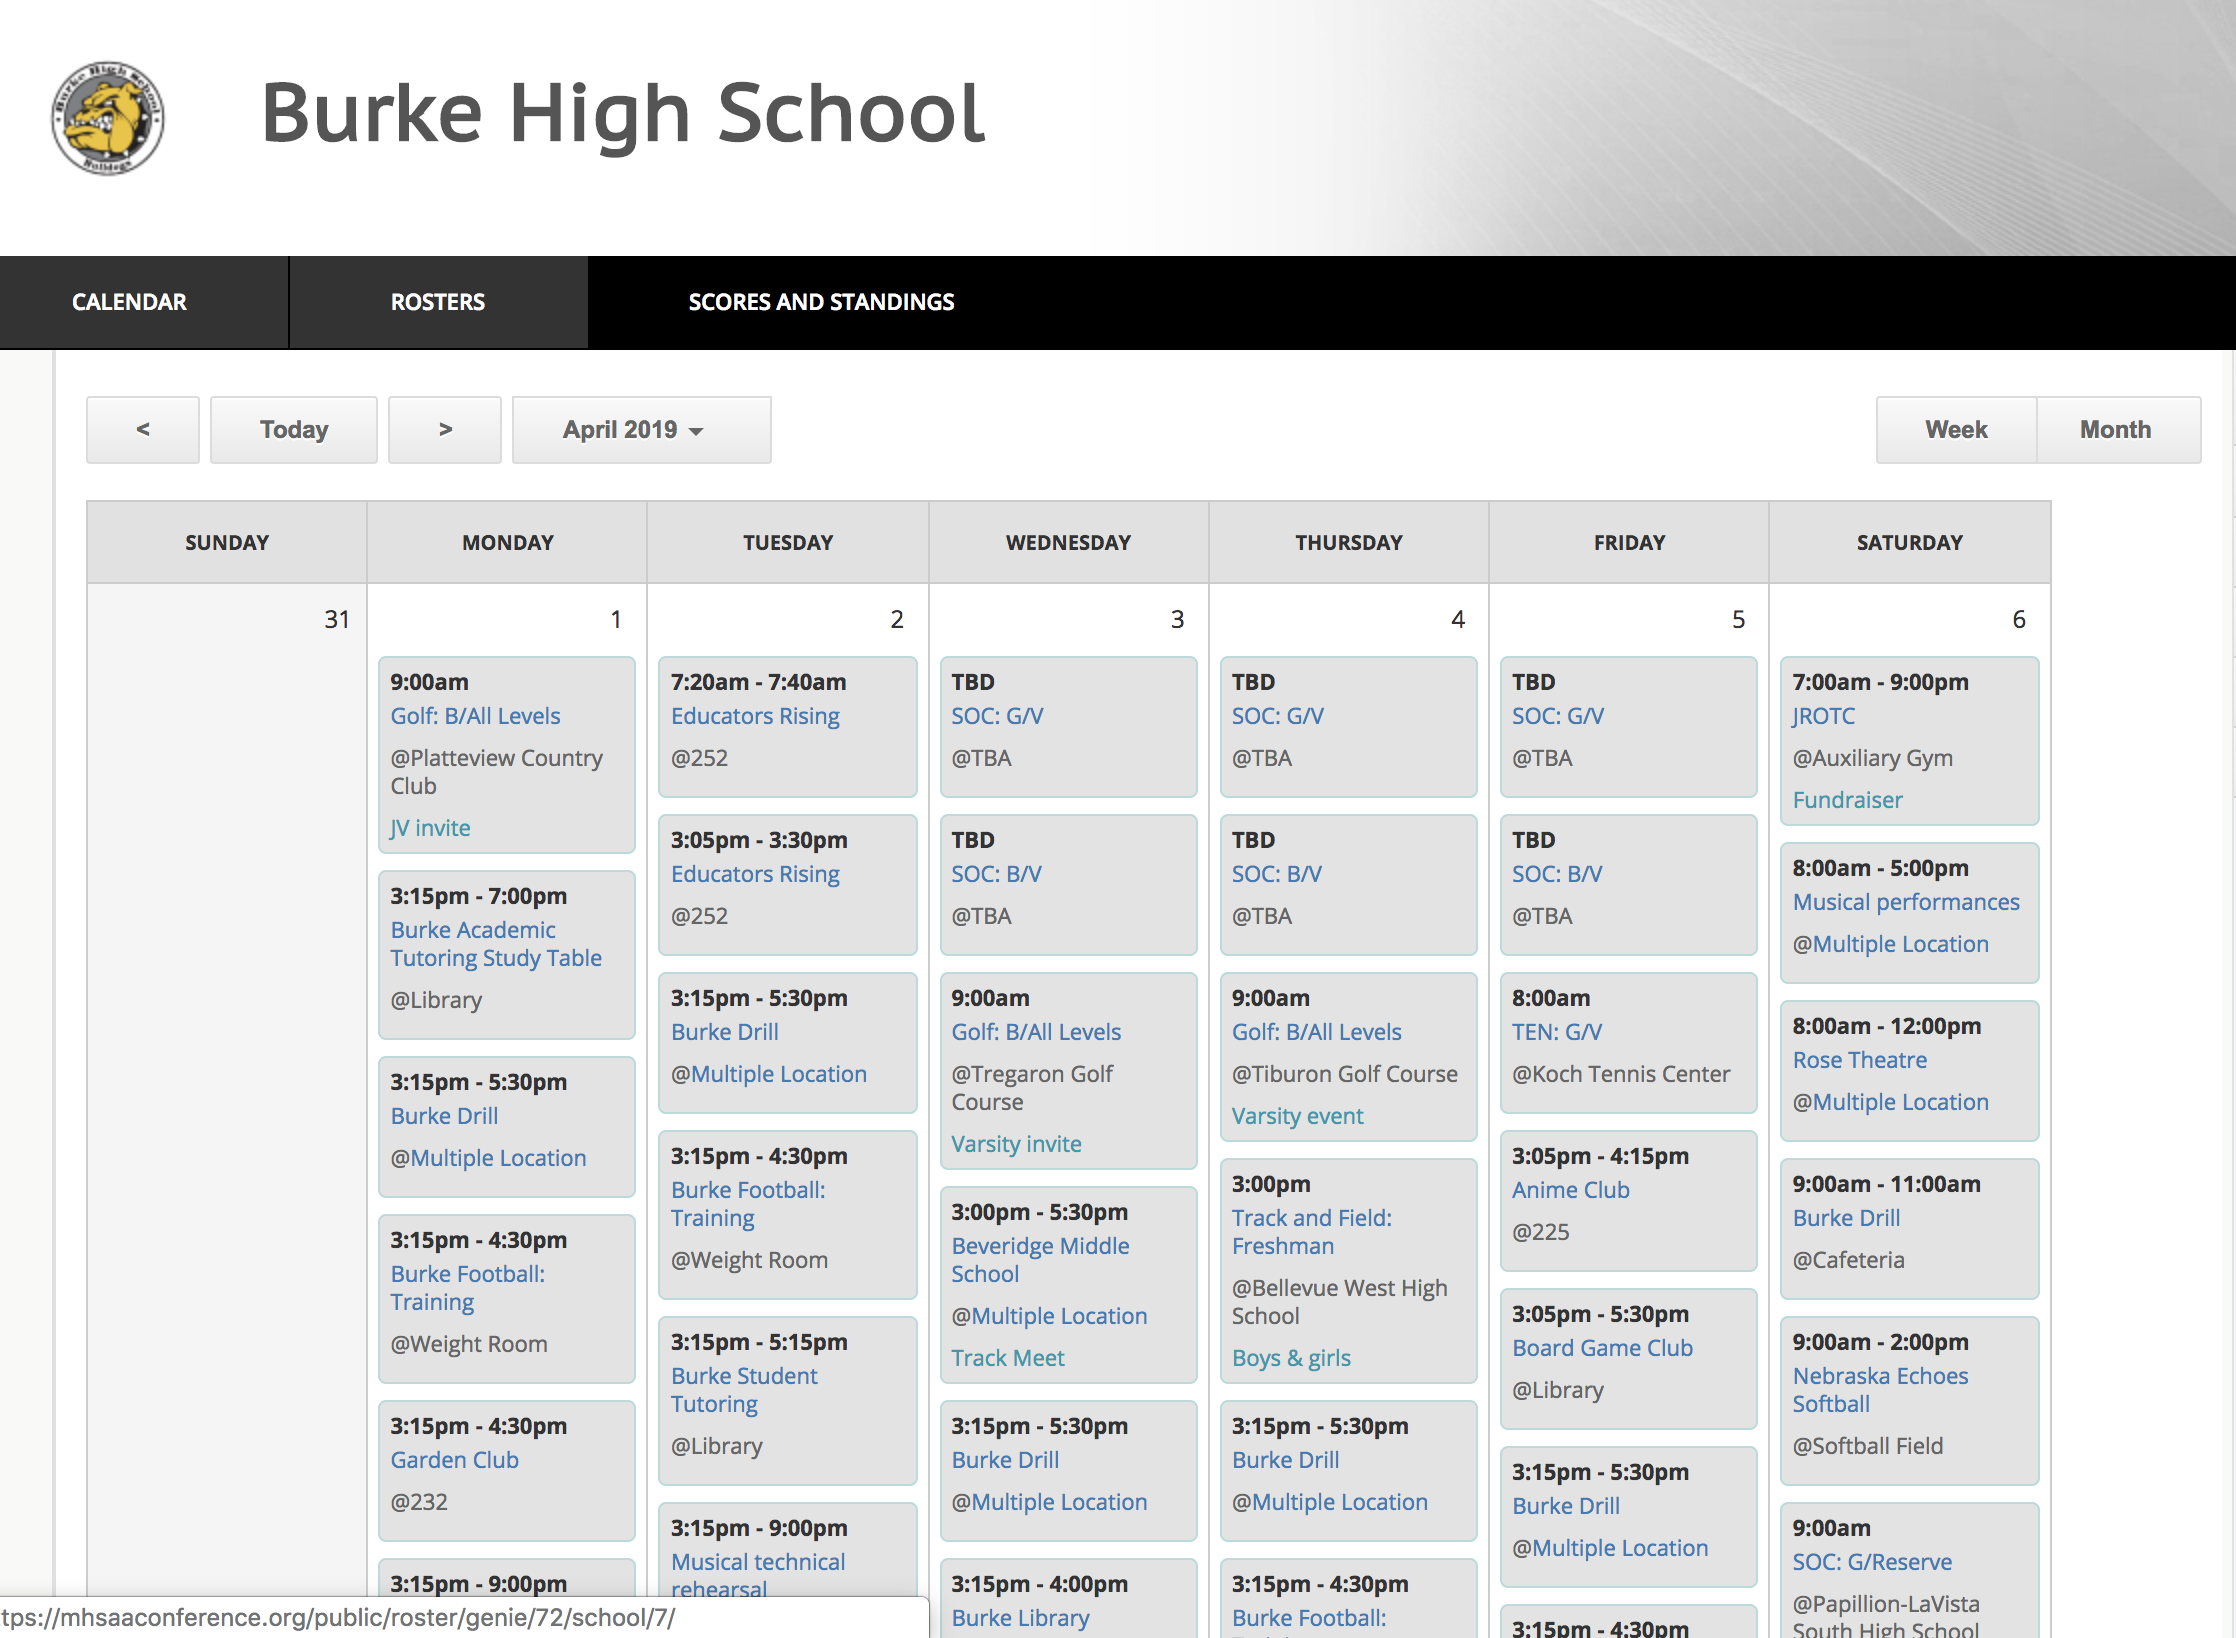 Burke High School
Bulldogs
Burke High School
CALENDAR
ROSTERS
SCORES AND STANDINGS
<
Today
>
April 2019
Week
Month
SUNDAY
MONDAY
TUESDAY
WEDNESDAY
THURSDAY
FRIDAY
SATURDAY
31
1
9:00am
Golf: B/All Levels
@Platteview Country
Club
JV invite
3:15pm - 7:00pm
Burke Academic
Tutoring Study Table
@Library
3:15pm - 5:30pm
Burke Drill
@Multiple Location
3:15pm - 4:30pm
Burke Football:
Training
@Weight Room
3:15pm - 4:30pm
Garden Club
@232
3:15pm - 9:00pm
2
7:20am - 7:40am
Educators Rising
@252
3:05pm - 3:30pm
Educators Rising
@252
3:15pm - 5:30pm
Burke Drill
@Multiple Location
3:15pm - 4:30pm
Burke Football:
Training
@Weight Room
3:15pm - 5:15pm
Burke Student
Tutoring
@Library
3:15pm - 9:00pm
Musical technical
rehearsal
3
TBD
SOC: G/V
@TBA
TBD
SOC: B/V
@TBA
9:00am
Golf: B/All Levels
@Tregaron Golf
Course
Varsity invite
3:00pm - 5:30pm
Beveridge Middle
School
@Multiple Location
Track Meet
3:15pm - 5:30pm
Burke Drill
@Multiple Location
3:15pm - 4:00pm
Burke Library
4
TBD
SOC: G/V
@TBA
TBD
SOC: B/V
@TBA
9:00am
Golf: B/All Levels
@Tiburon Golf Course
Varsity event
3:00pm
Track and Field:
Freshman
@Bellevue West High
School
Boys & girls
3:15pm - 5:30pm
Burke Drill
@Multiple Location
3:15pm - 4:30pm
Burke Football:
5
TBD
SOC: G/V
@TBA
TBD
SOC: B/V
@TBA
8:00am
TEN: G/V
@Koch Tennis Center
3:05pm - 4:15pm
Anime Club
@225
3:05pm - 5:30pm
Board Game Club
@Library
3:15pm - 5:30pm
Burke Drill
@Multiple Location
3:15pm - 4:30pm
6
7:00am - 9:00pm
JROTC
@Auxiliary Gym
Fundraiser
8:00am - 5:00pm
Musical performances
@Multiple Location
8:00am - 12:00pm
Rose Theatre
@Multiple Location
9:00am - 11:00am
Burke Drill
@Cafeteria
9:00am - 2:00pm
Nebraska Echoes
Softball
@Softball Field
9:00am
SOC: G/Reserve
@Papillion-LaVista
South High School
tps://mhsaaconference.org/public/roster/genie/72/school/7/